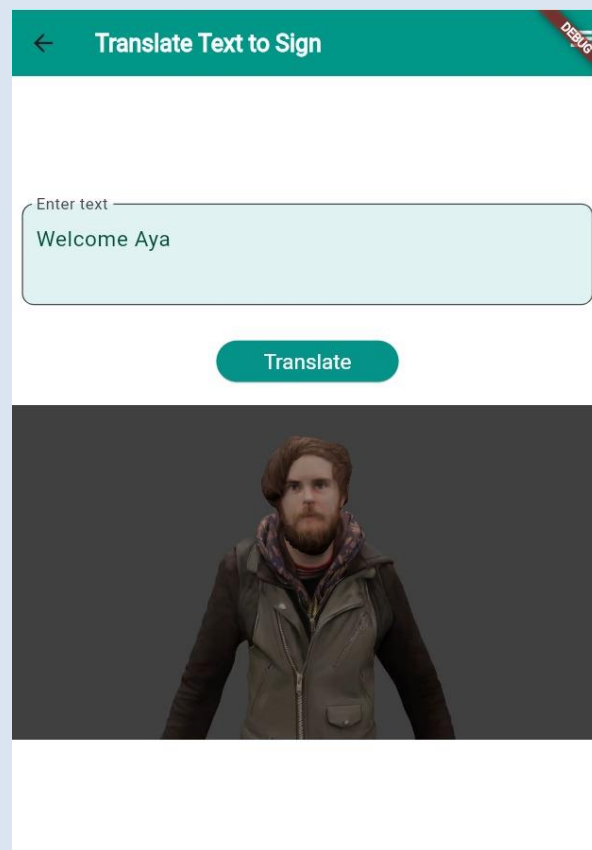 Translate Text to Sign
DEBUG
Enter text
Welcome Aya
Translate